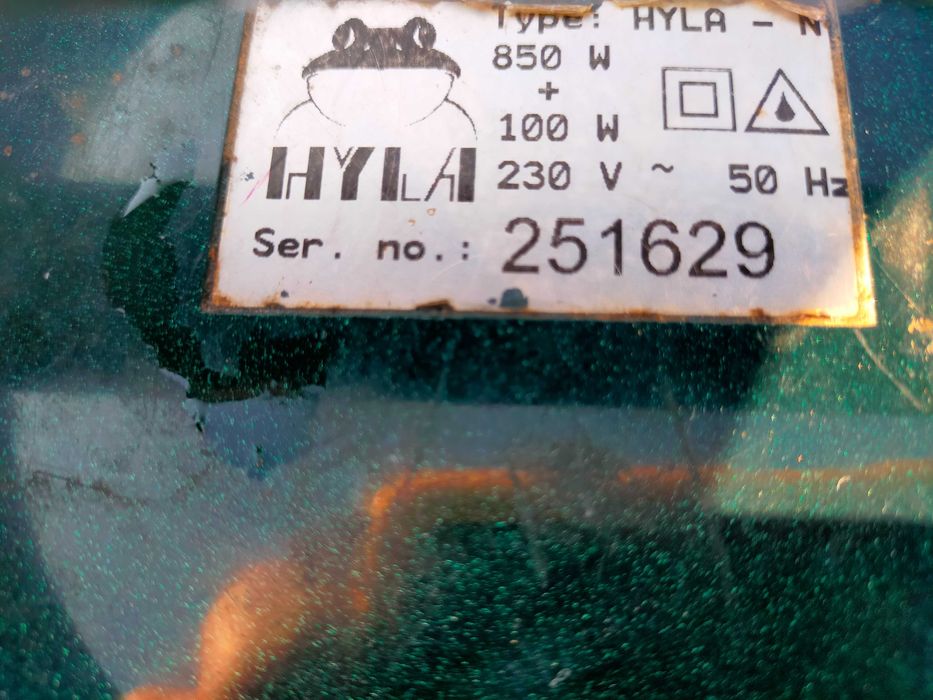 Type: HYLA - N
850 W
+
100 W
HYLA
230 V ~ 50 Hz
Ser. no.: 251629